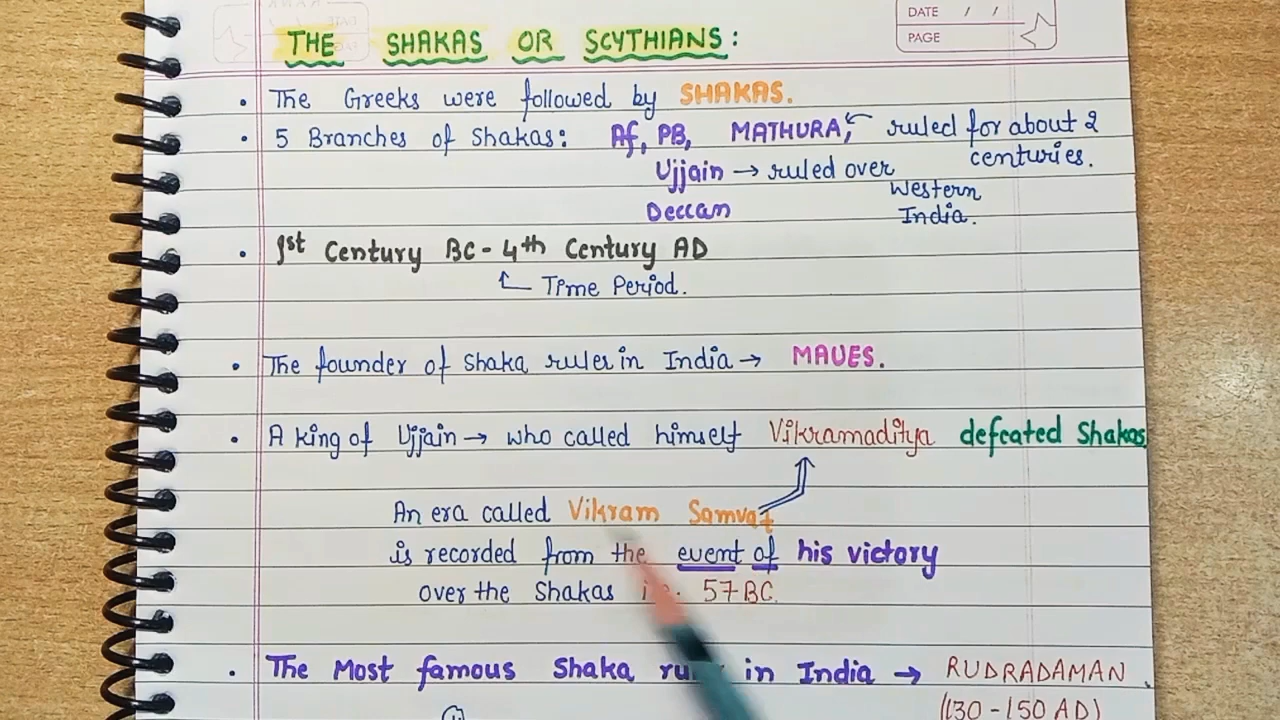 DATE / /
PAGE
THE SHAKAS OR SCYTHIANS:
• The Greeks were followed by SHAKAS.
• 5 Branches of Shakas: Af, PB, MATHURA, ruled for about 2
centuries.
Ujjain → ruled over
Western
India.
Deccan
• 1st Century BC - 4th Century AD
Time Period.
• The founder of Shaka rules in India → MAUES.
• A king of Ujjain → who called himself Vikramaditya defeated Shakas
An era called Vikram Samvat
is recorded from the event of his victory
over the Shakas i.e. 57 BC.
• The Most famous Shaka in India → RUDRADAMAN
(130 - 150 AD)